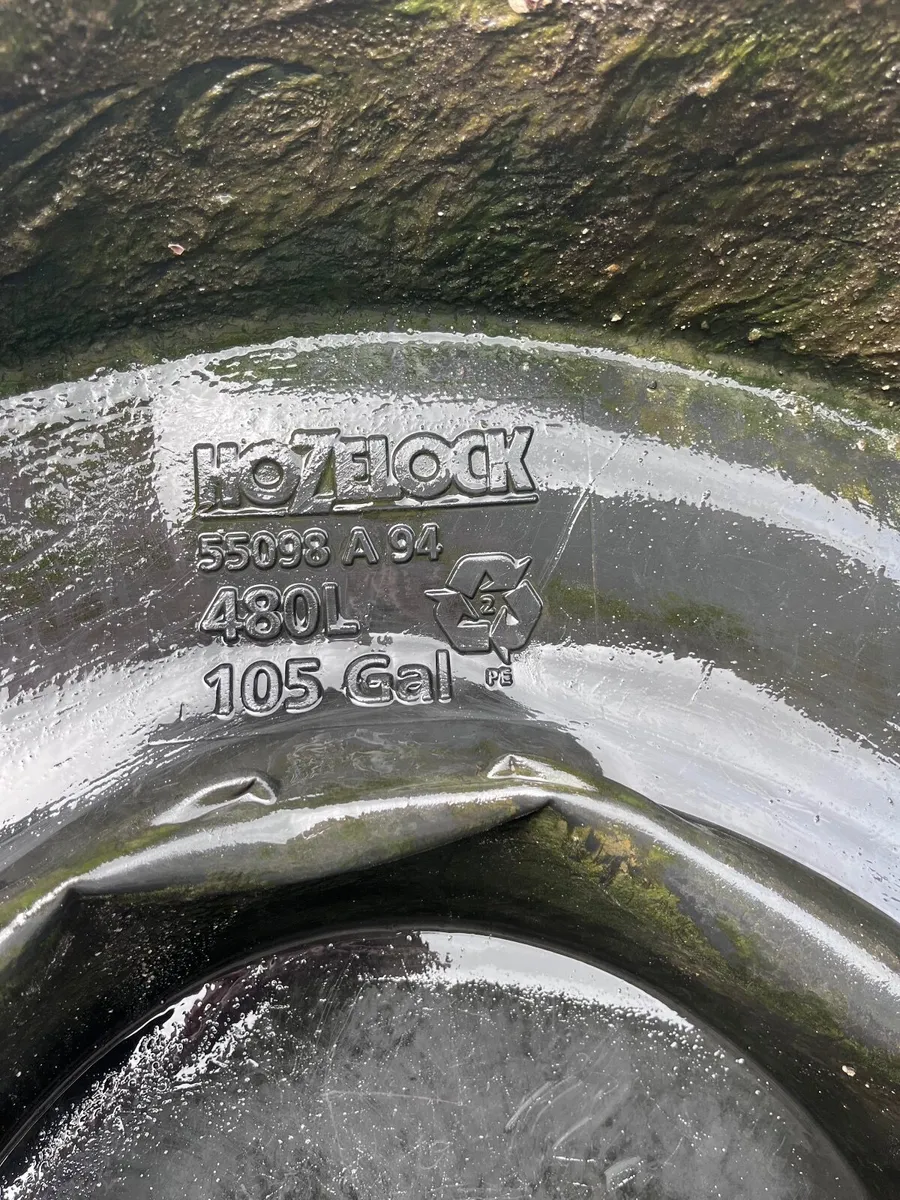 HOZELOCK
55098 A 94
480L
2
105 Gal
PE